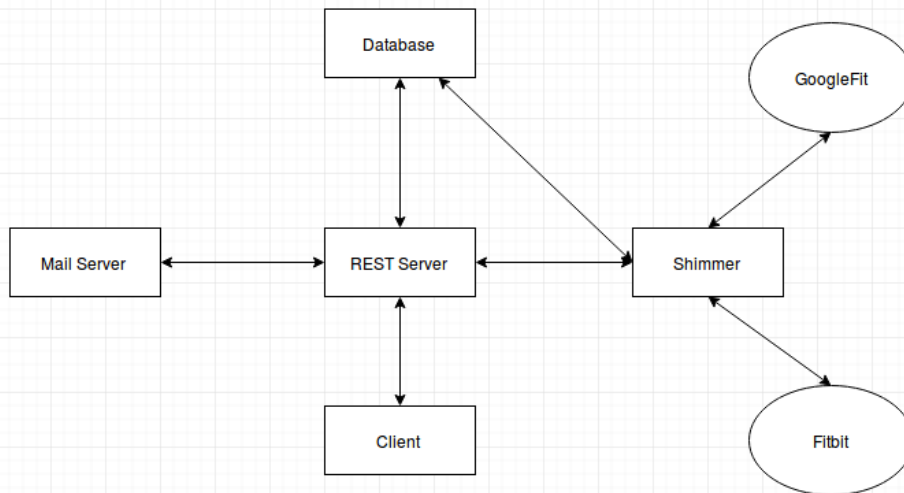 Database
GoogleFit
Mail Server
REST Server
Shimmer
Client
Fitbit